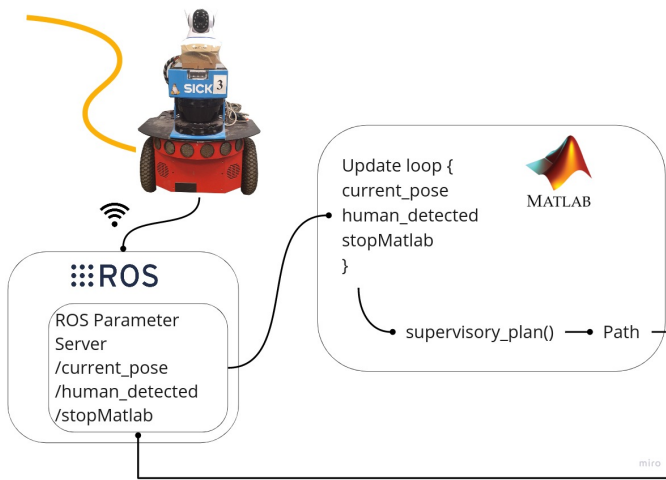 SICK 3
Update loop {
current_pose
human_detected
stopMatlab
}
MATLAB
supervisory_plan()
Path
ROS
ROS Parameter
Server
/current_pose
/human_detected
/stopMatlab
miro